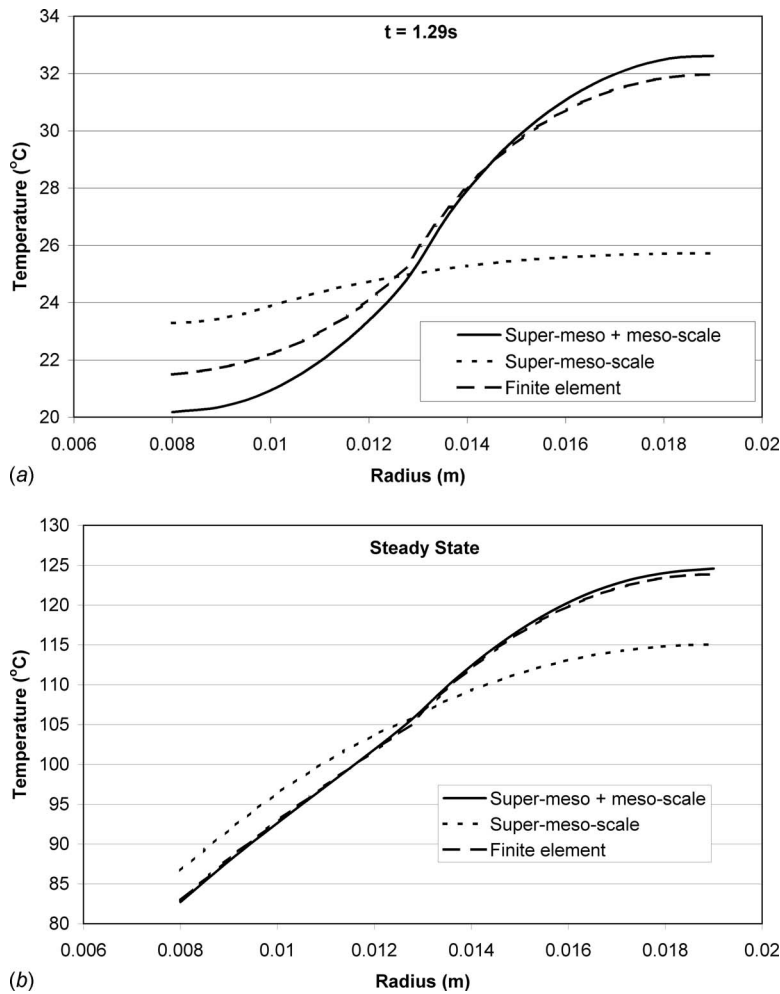 t = 1.29s
34
32
30
28
26
24
22
20
Temperature (°C)
Super-meso + meso-scale
Super-meso-scale
Finite element
0.006 0.008 0.01 0.012 0.014 0.016 0.018 0.02
(a) Radius (m)
Steady State
130
125
120
115
110
105
100
95
90
85
80
Temperature (°C)
Super-meso + meso-scale
Super-meso-scale
Finite element
0.006 0.008 0.01 0.012 0.014 0.016 0.018 0.02
(b) Radius (m)